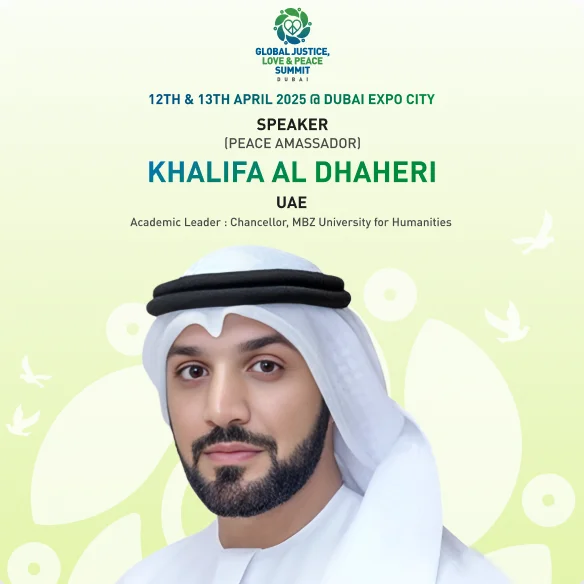 GLOBAL JUSTICE,
LOVE & PEACE
SUMMIT
DUBAI
12TH & 13TH APRIL 2025 @ DUBAI EXPO CITY
SPEAKER
(PEACE AMASSADOR)
KHALIFA AL DHAHERI
UAE
Academic Leader : Chancellor, MBZ University for Humanities